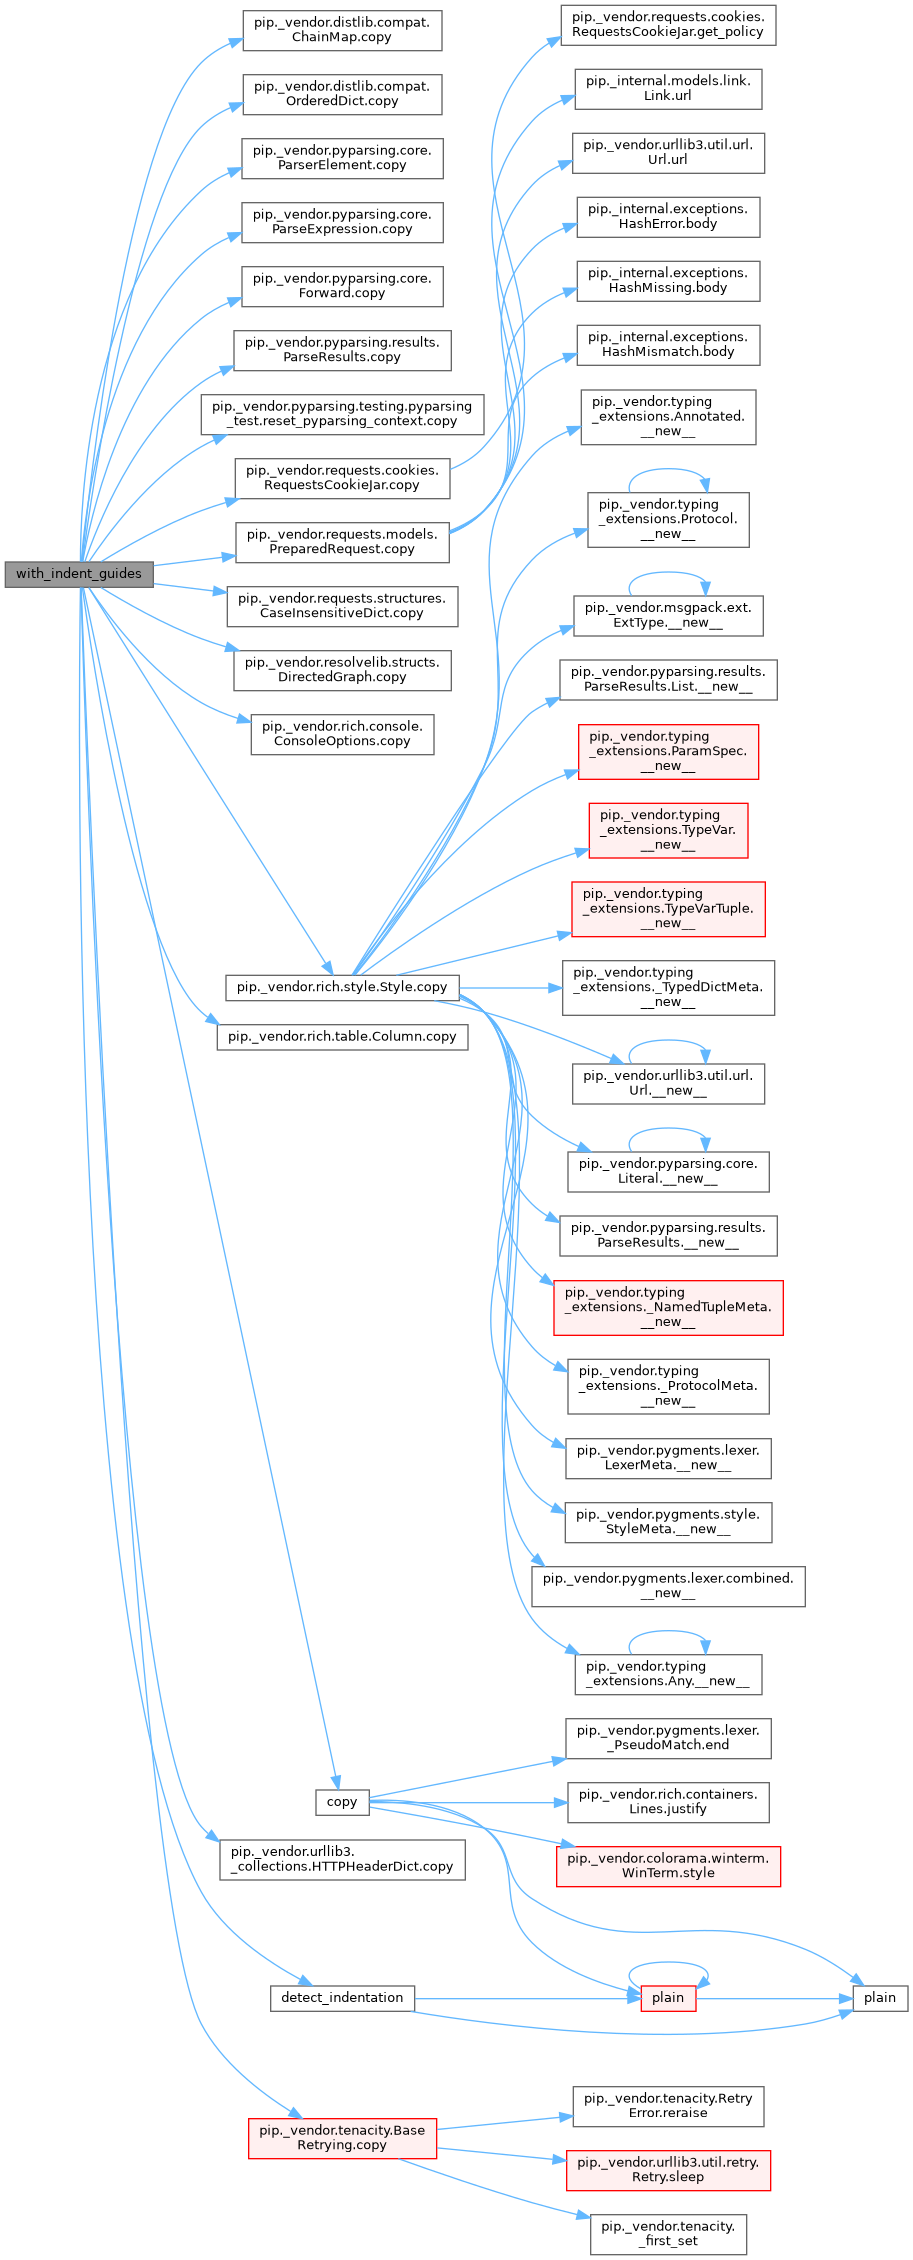 with_indent_guides
pip._vendor.distlib.compat.
ChainMap.copy
pip._vendor.distlib.compat.
OrderedDict.copy
pip._vendor.pyparsing.core.
ParserElement.copy
pip._vendor.pyparsing.core.
ParseExpression.copy
pip._vendor.pyparsing.core.
Forward.copy
pip._vendor.pyparsing.results.
ParseResults.copy
pip._vendor.pyparsing.testing.pyparsing
_test.reset_pyparsing_context.copy
pip._vendor.requests.cookies.
RequestsCookieJar.copy
pip._vendor.requests.models.
PreparedRequest.copy
pip._vendor.requests.structures.
CaseInsensitiveDict.copy
pip._vendor.resolvelib.structs.
DirectedGraph.copy
pip._vendor.rich.console.
ConsoleOptions.copy
pip._vendor.rich.style.Style.copy
pip._vendor.rich.table.Column.copy
copy
pip._vendor.urllib3.
_collections.HTTPHeaderDict.copy
detect_indentation
pip._vendor.tenacity.Base
Retrying.copy
pip._vendor.requests.cookies.
RequestsCookieJar.get_policy
pip._internal.models.link.
Link.url
pip._vendor.urllib3.util.url.
Url.url
pip._internal.exceptions.
HashError.body
pip._internal.exceptions.
HashMissing.body
pip._internal.exceptions.
HashMismatch.body
pip._vendor.typing
_extensions.Annotated.
__new__
pip._vendor.typing
_extensions.Protocol.
__new__
pip._vendor.msgpack.ext.
ExtType.__new__
pip._vendor.pyparsing.results.
ParseResults.List.__new__
pip._vendor.typing
_extensions.ParamSpec.
__new__
pip._vendor.typing
_extensions.TypeVar.
__new__
pip._vendor.typing
_extensions.TypeVarTuple.
__new__
pip._vendor.typing
_extensions._TypedDictMeta.
__new__
pip._vendor.urllib3.util.url.
Url.__new__
pip._vendor.pyparsing.core.
Literal.__new__
pip._vendor.pyparsing.results.
ParseResults.__new__
pip._vendor.typing
_extensions._NamedTupleMeta.
__new__
pip._vendor.typing
_extensions._ProtocolMeta.
__new__
pip._vendor.pygments.lexer.
LexerMeta.__new__
pip._vendor.pygments.style.
StyleMeta.__new__
pip._vendor.pygments.lexer.combined.
__new__
pip._vendor.typing
_extensions.Any.__new__
pip._vendor.pygments.lexer.
_PseudoMatch.end
pip._vendor.rich.containers.
Lines.justify
pip._vendor.colorama.winterm.
WinTerm.style
plain
plain
pip._vendor.tenacity.Retry
Error.reraise
pip._vendor.urllib3.util.retry.
Retry.sleep
pip._vendor.tenacity.
_first_set